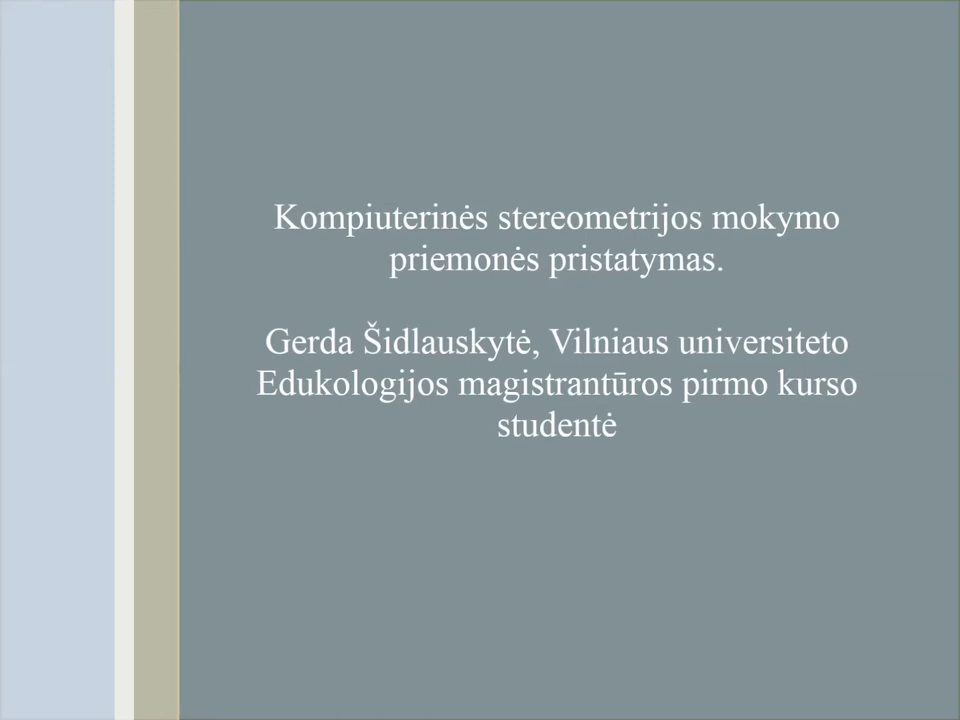 Kompiuterinės stereometrijos mokymo
priemonės pristatymas.
Gerda Šidlauskytė, Vilniaus universiteto
Edukologijos magistrantūros pirmo kurso
studentė